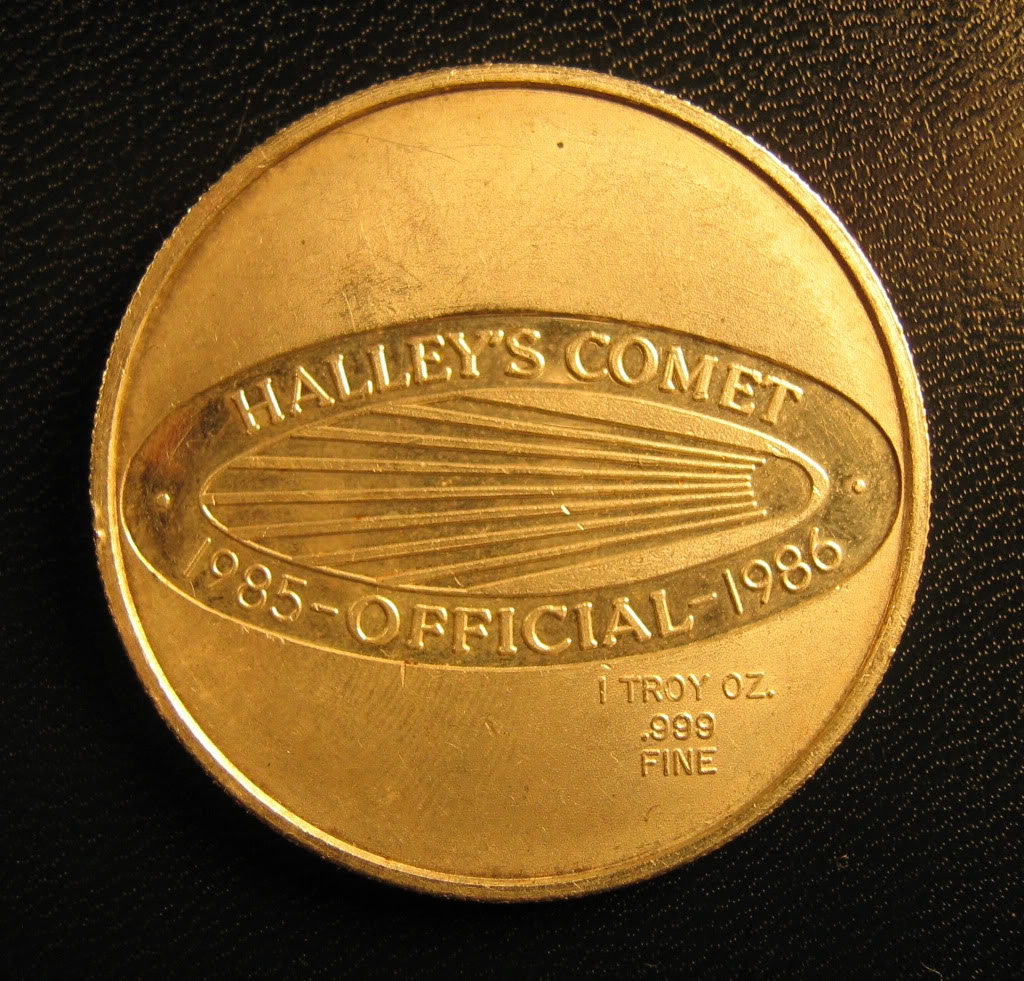 HALLEY'S COMET
1985-OFFICIAL-1986
1 TROY OZ.
.999
FINE